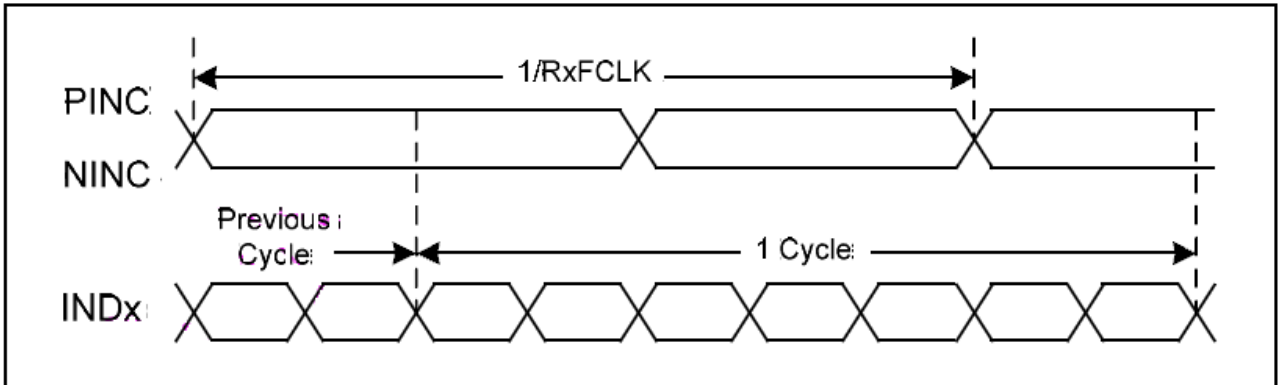 1/RxFCLK
PINC
NINC
Previous
Cycle
1 Cycle
INDx